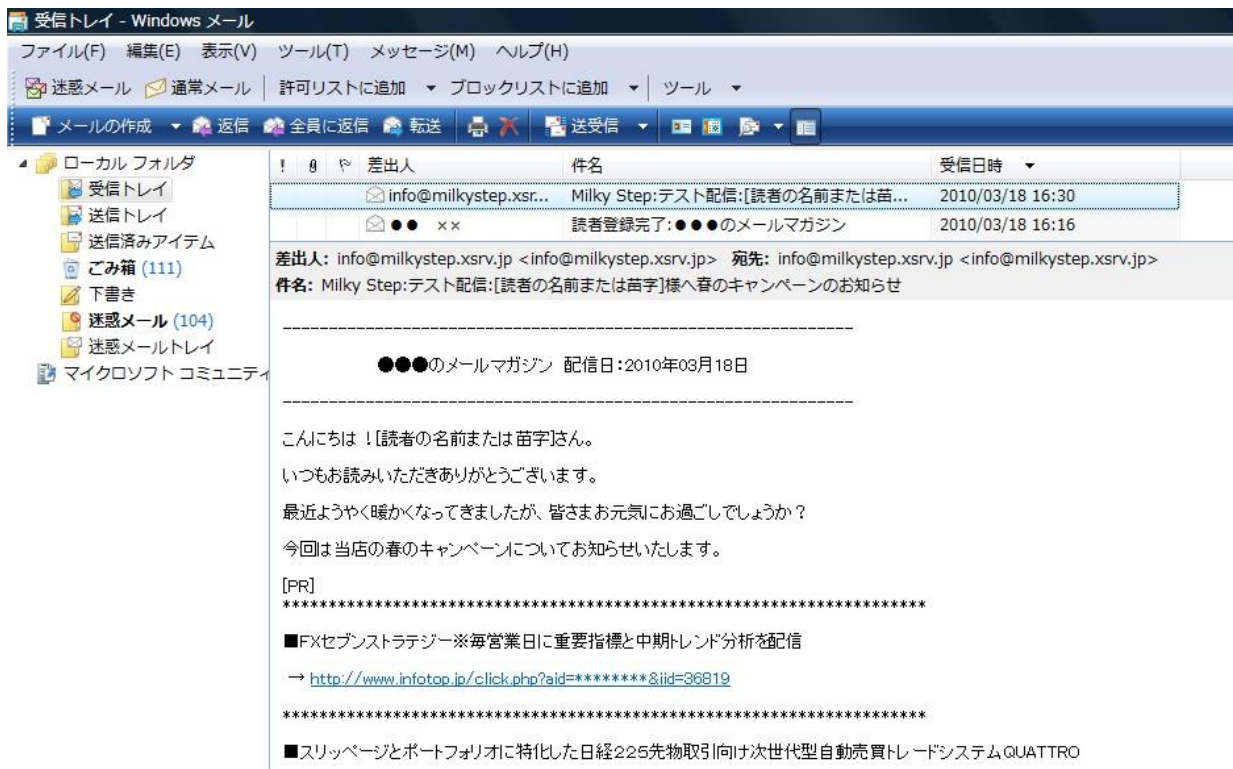 受信トレイ - Windows メール
ファイル(F) 編集(E) 表示(V) ツール(T) メッセージ(M) ヘルプ(H)
迷惑メール 通常メール 許可リストに追加 ブロックリストに追加 ツール
メールの作成 返信 全員に返信 転送 送受信
ローカル フォルダ
受信トレイ
送信トレイ
送信済みアイテム
ごみ箱 (111)
下書き
迷惑メール (104)
迷惑メールトレイ
マイクロソフト コミュニティ
! 差出人 件名 受信日時
info@milkystep.xsr... Milky Step:テスト配信:[読者の名前または苗... 2010/03/18 16:30
●● ×× 読者登録完了:●●●のメールマガジン 2010/03/18 16:16
差出人: info@milkystep.xsrv.jp <info@milkystep.xsrv.jp> 宛先: info@milkystep.xsrv.jp <info@milkystep.xsrv.jp>
件名: Milky Step:テスト配信:[読者の名前または苗字]様へ春のキャンペーンのお知らせ
●●●のメールマガジン 配信日:2010年03月18日
こんにちは![読者の名前または苗字]さん。
いつもお読みいただきありがとうございます。
最近ようやく暖かくなってきましたが、皆さまお元気にお過ごしでしょうか?
今回は当店の春のキャンペーンについてお知らせいたします。
[PR]
**********************************************************************
■FXセブンストラテジー※毎営業日に重要指標と中期トレンド分析を配信
→ http://www.infotop.jp/click.php?aid=********&iid=36819
**********************************************************************
■スリッページとポートフォリオに特化した日経225先物取引向け次世代型自動売買トレードシステムQUATTRO